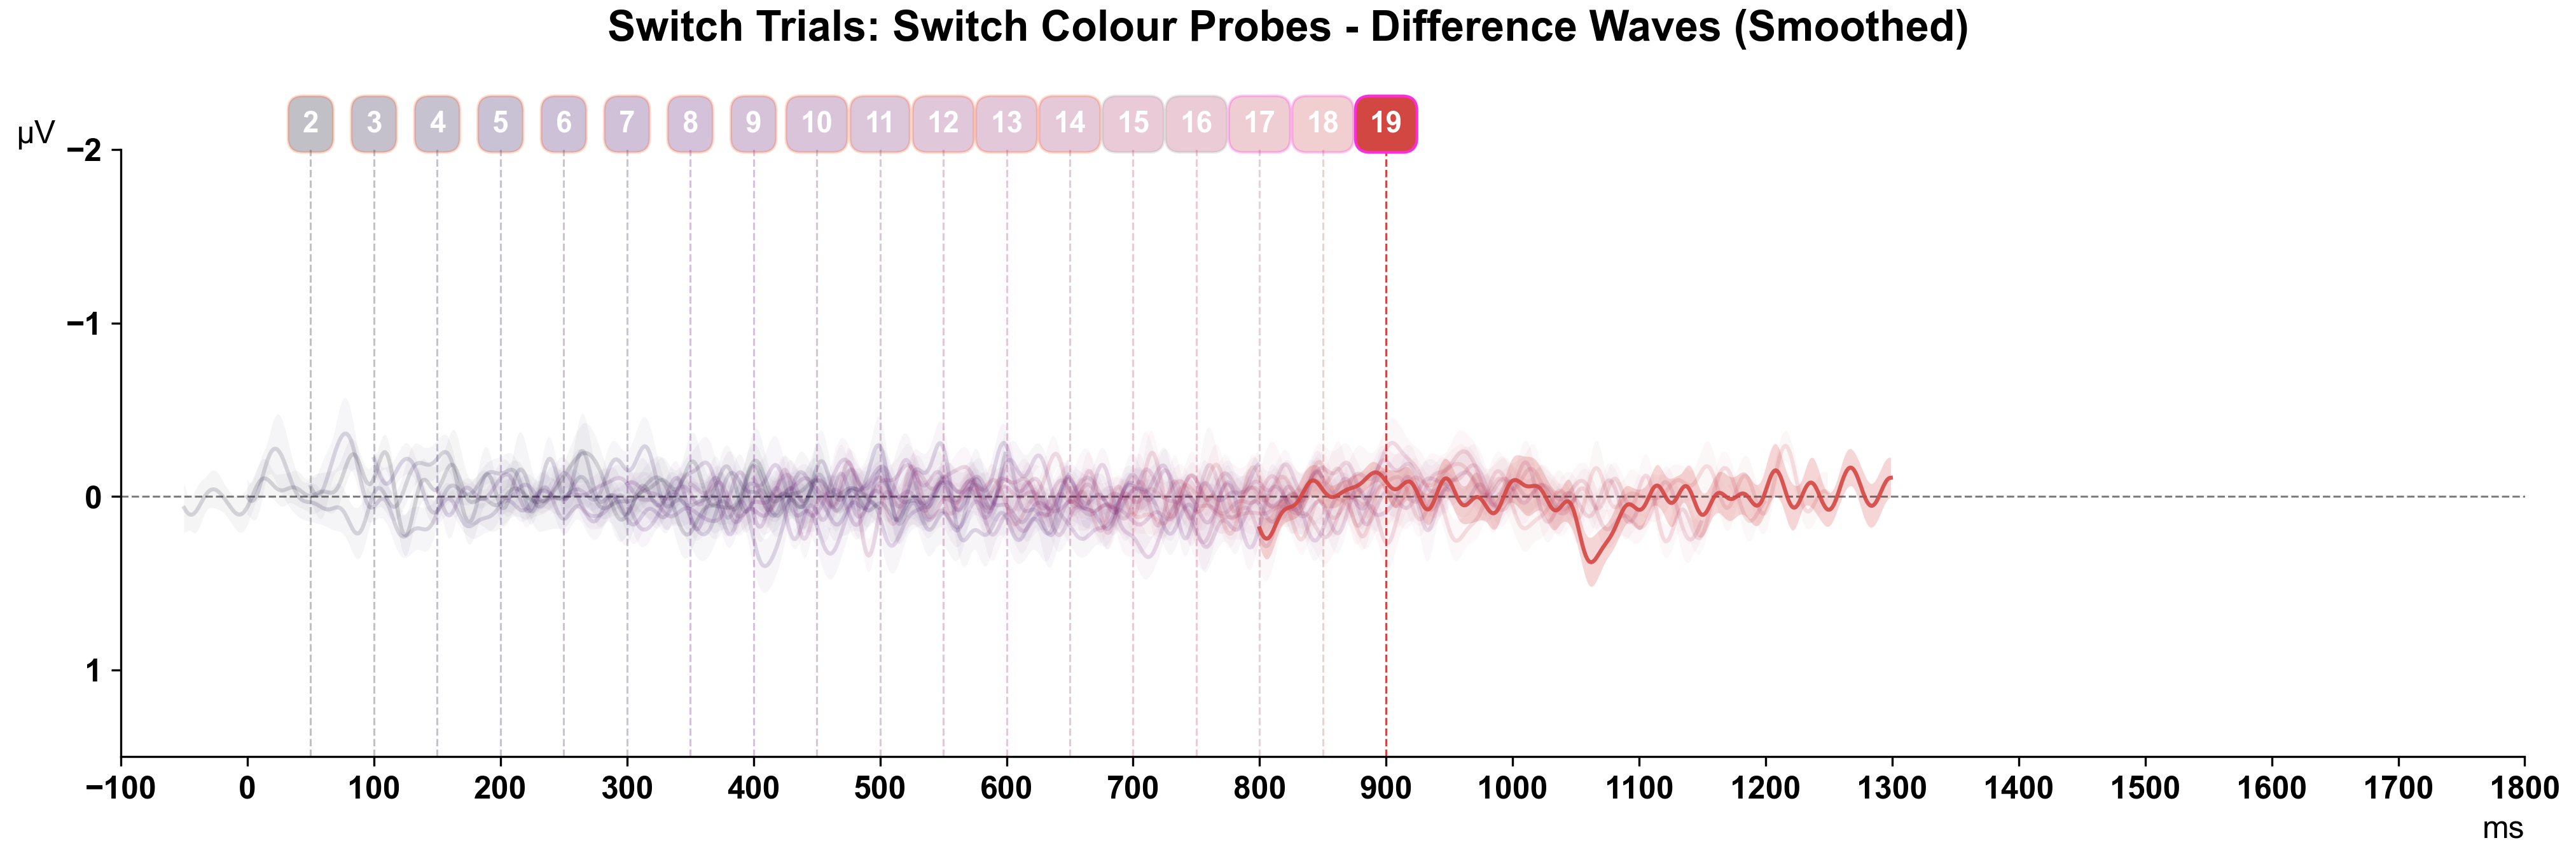 Switch Trials: Switch Colour Probes - Difference Waves (Smoothed)
2 3 4 5 6 7 8 9 10 11 12 13 14 15 16 17 18 19
µV
−2
−1
0
1
−100 0 100 200 300 400 500 600 700 800 900 1000 1100 1200 1300 1400 1500 1600 1700 1800
ms